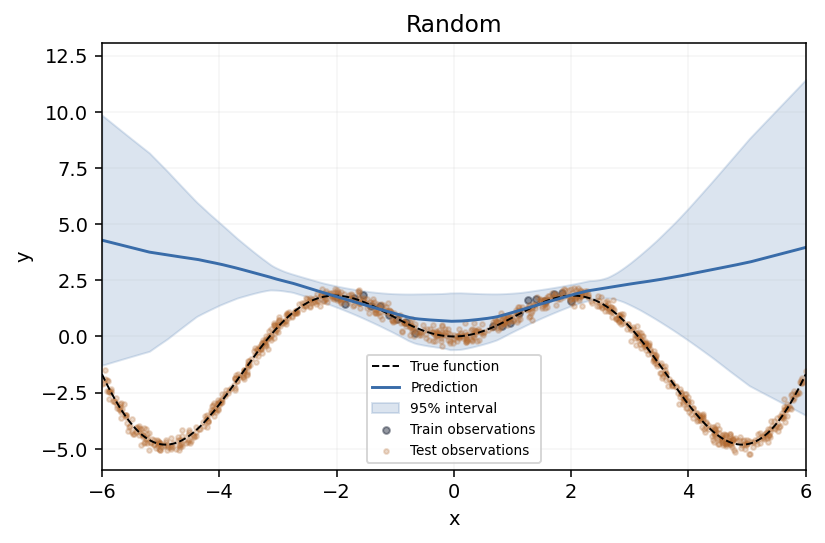 Random
12.5
10.0
7.5
5.0
2.5
0.0
−2.5
−5.0
y
True function
Prediction
95% interval
Train observations
Test observations
−6 −4 −2 0 2 4 6
x